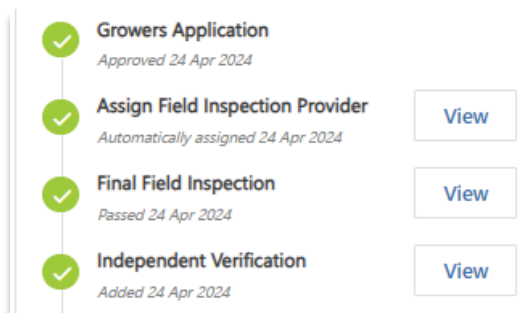 Growers Application
Approved 24 Apr 2024
Assign Field Inspection Provider
View
Automatically assigned 24 Apr 2024
Final Field Inspection
View
Passed 24 Apr 2024
Independent Verification
View
Added 24 Apr 2024